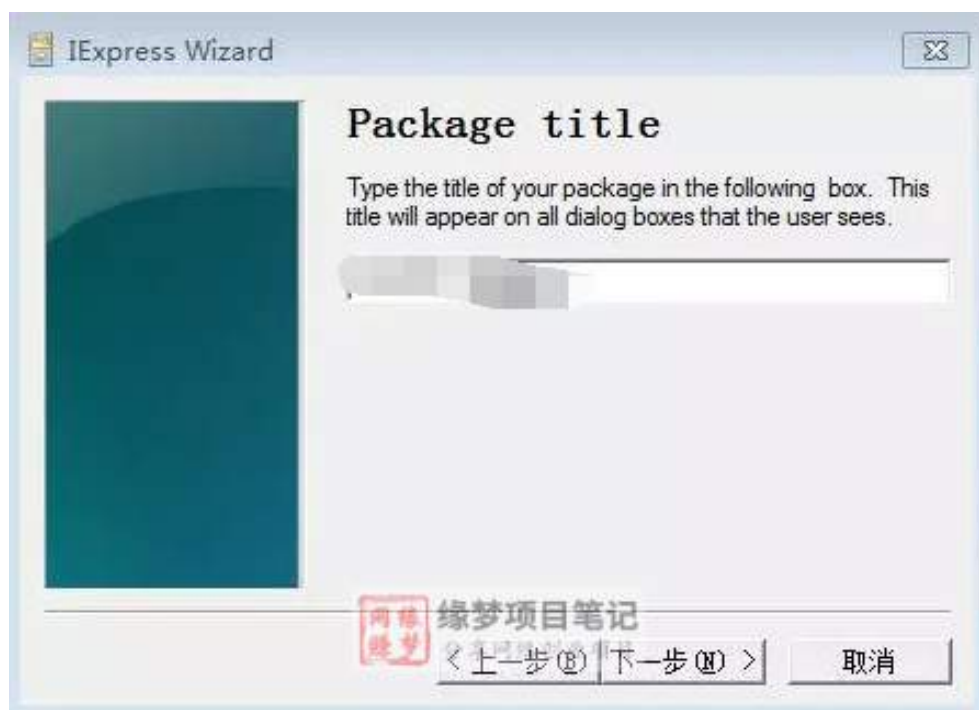 IExpress Wizard
Package title
Type the title of your package in the following box. This
title will appear on all dialog boxes that the user sees.
缘梦项目笔记
< 上一步(B) 下一步(N) > 取消